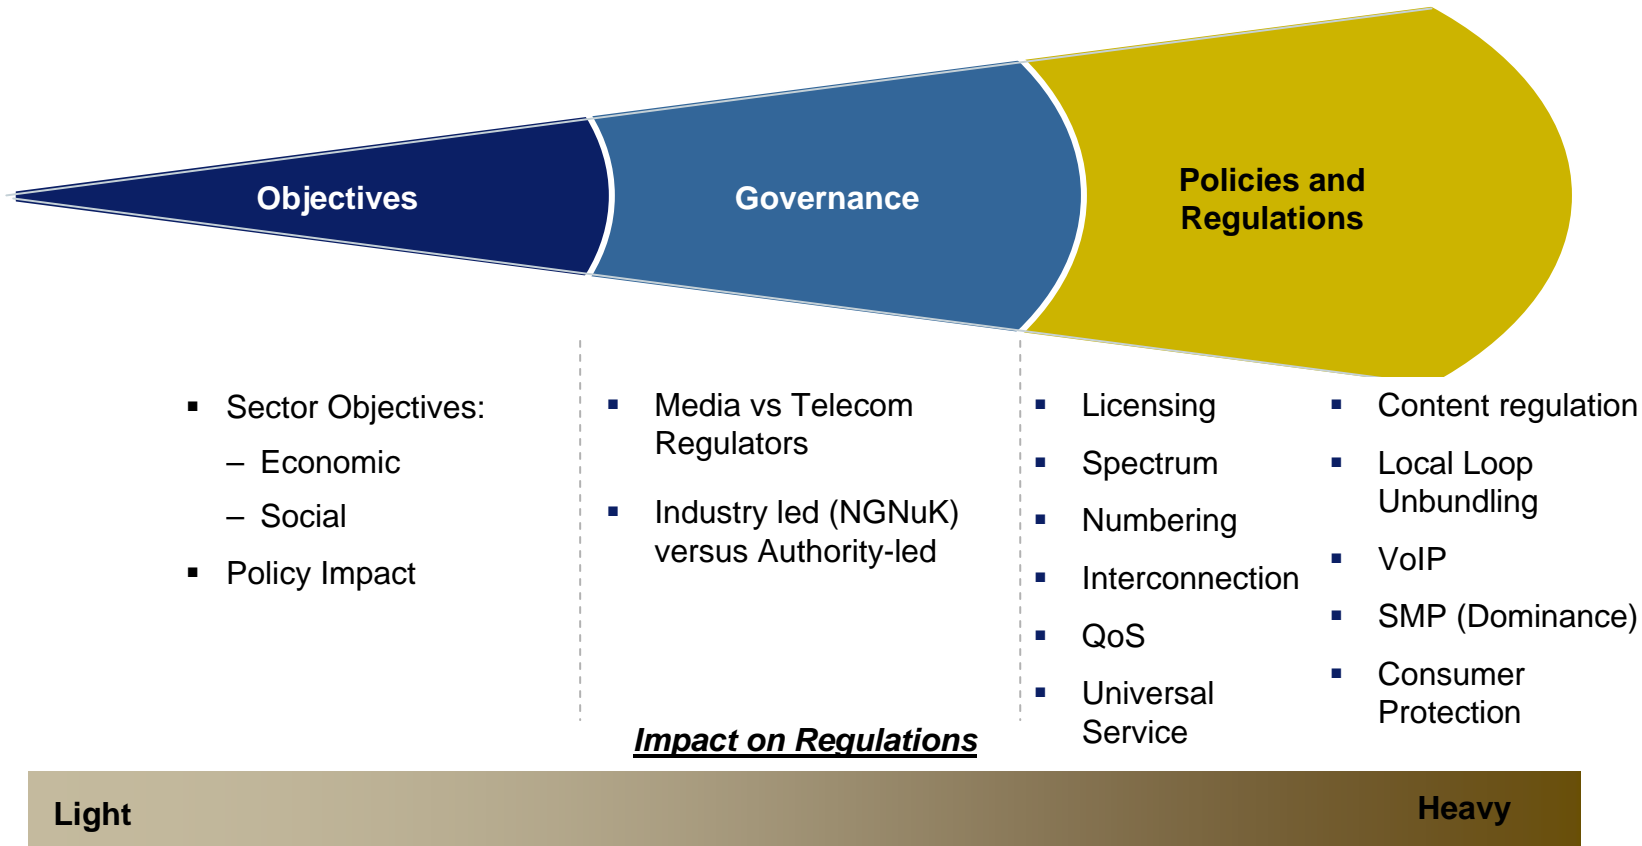 Objectives
Governance
Policies and
Regulations
▪ Sector Objectives:
– Economic
– Social
▪ Policy Impact
▪ Media vs Telecom
Regulators
▪ Industry led (NGNuK)
versus Authority-led
▪ Licensing
▪ Spectrum
▪ Numbering
▪ Interconnection
▪ QoS
▪ Universal
Service
▪ Content regulation
▪ Local Loop
Unbundling
▪ VoIP
▪ SMP (Dominance)
▪ Consumer
Protection
Impact on Regulations
Light
Heavy